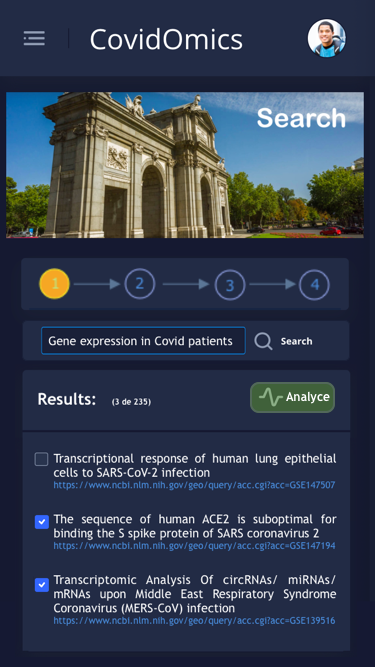 CovidOmics
Search
1 2 3 4
Gene expression in Covid patients Search
Results: (3 de 235) Analyce
Transcriptional response of human lung epithelial
cells to SARS-CoV-2 infection
https://www.ncbi.nlm.nih.gov/geo/query/acc.cgi?acc=GSE147507
The sequence of human ACE2 is suboptimal for
binding the S spike protein of SARS coronavirus 2
https://www.ncbi.nlm.nih.gov/geo/query/acc.cgi?acc=GSE147194
Transcriptomic Analysis Of circRNAs/ miRNAs/
mRNAs upon Middle East Respiratory Syndrome
Coronavirus (MERS-CoV) infection
https://www.ncbi.nlm.nih.gov/geo/query/acc.cgi?acc=GSE139516